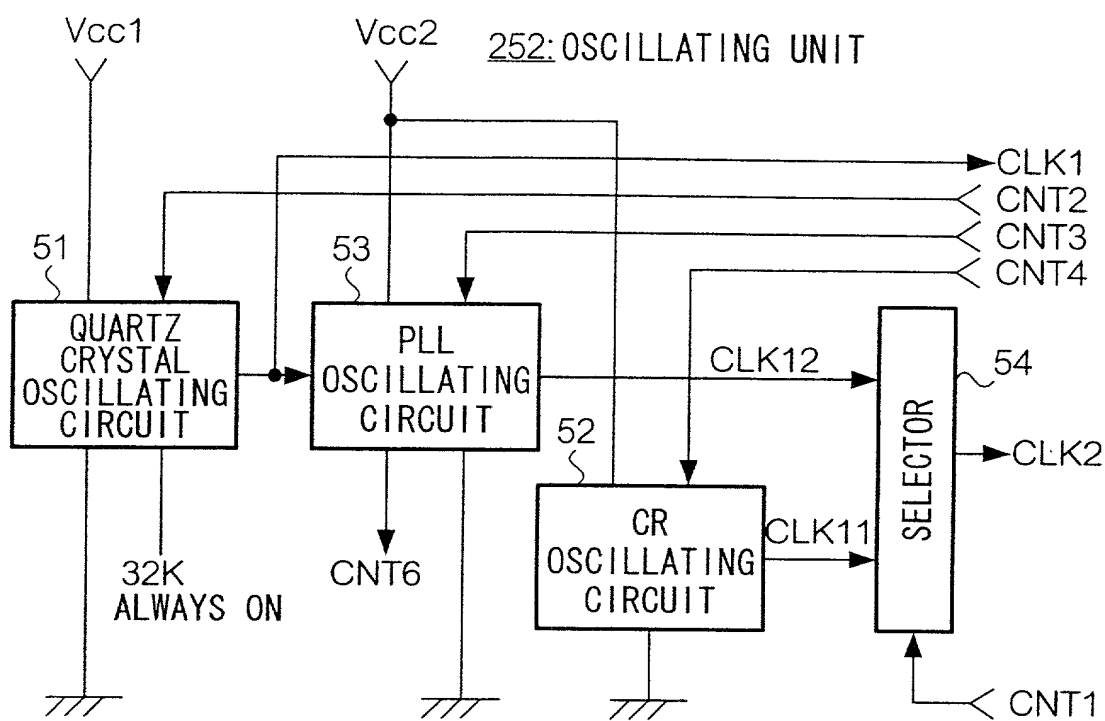 Vcc1
Vcc2
252: OSCILLATING UNIT
CLK1
CNT2
CNT3
CNT4
51
53
QUARTZ
CRYSTAL
OSCILLATING
CIRCUIT
PLL
OSCILLATING
CIRCUIT
CLK12
54
52
SELECTOR
CLK2
CR
OSCILLATING
CIRCUIT
CLK11
32K
ALWAYS ON
CNT6
CNT1